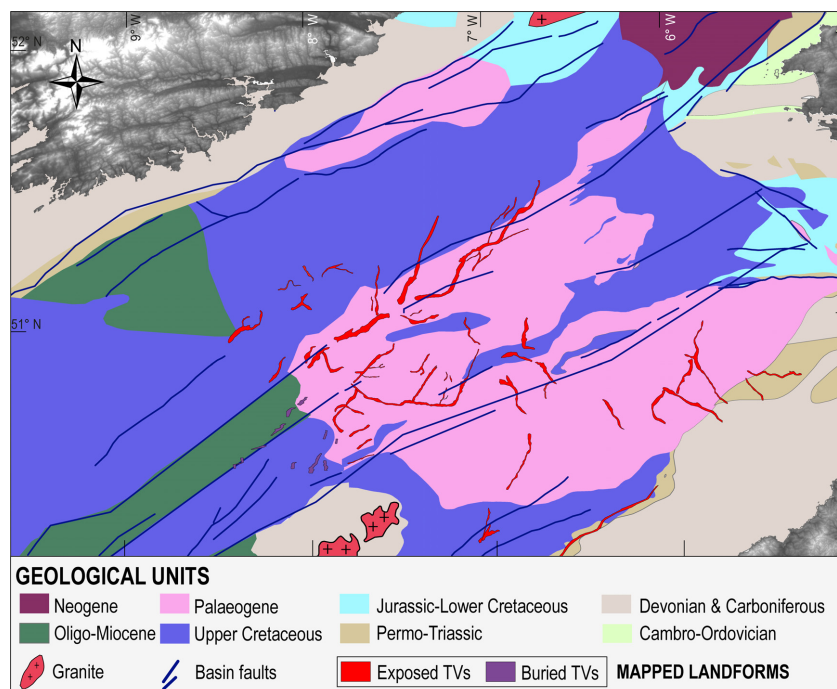 52° N
9° W
8° W
7° W
6° W
N
51° N
GEOLOGICAL UNITS
Neogene
Palaeogene
Jurassic-Lower Cretaceous
Devonian & Carboniferous
Oligo-Miocene
Upper Cretaceous
Permo-Triassic
Cambro-Ordovician
Granite
Basin faults
Exposed TVs
Buried TVs
MAPPED LANDFORMS